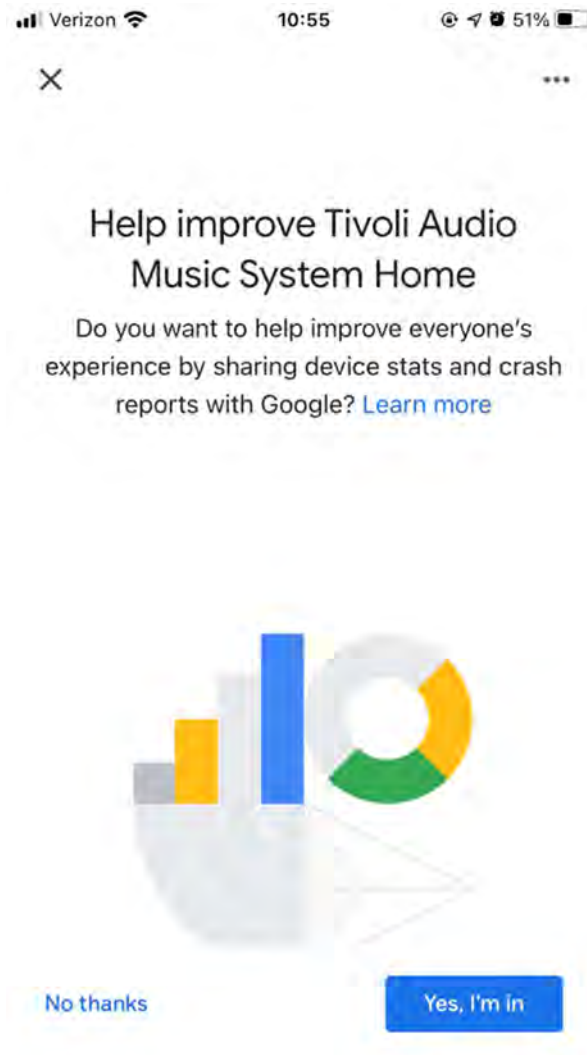 Verizon 10:55 51%
Help improve Tivoli Audio
Music System Home
Do you want to help improve everyone's
experience by sharing device stats and crash
reports with Google? Learn more
No thanks Yes, I'm in